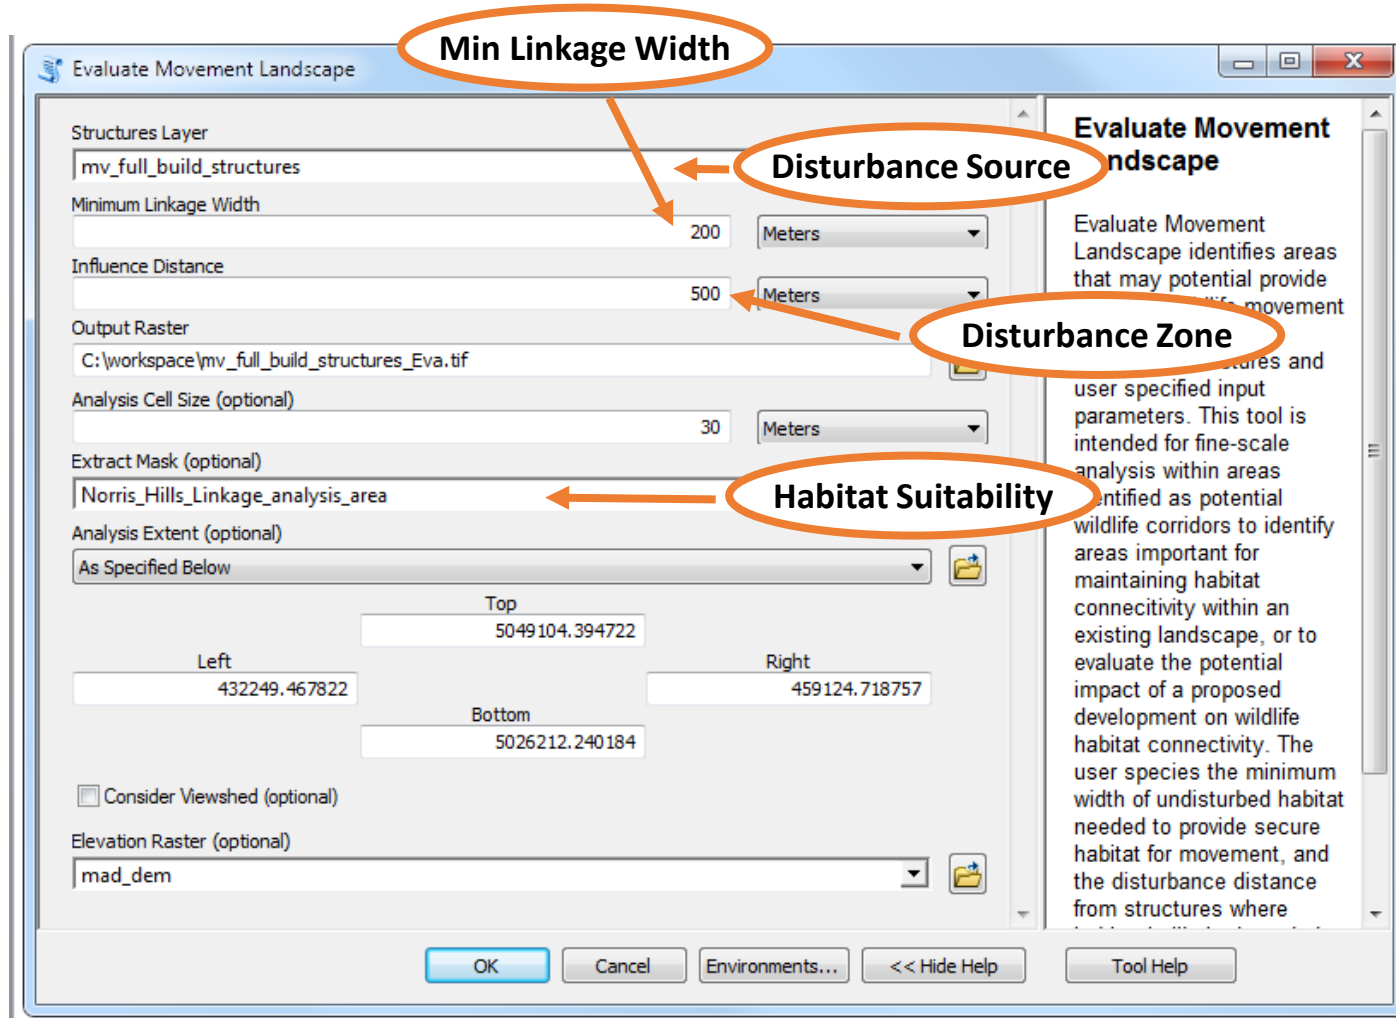 Min Linkage Width
Evaluate Movement Landscape
Structures Layer
mv_full_build_structures
Disturbance Source
Minimum Linkage Width
200 Meters
Influence Distance
500 Meters
Disturbance Zone
Output Raster
C:\workspace\mv_full_build_structures_Eva.tif
Analysis Cell Size (optional)
30 Meters
Extract Mask (optional)
Norris_Hills_Linkage_analysis_area
Habitat Suitability
Analysis Extent (optional)
As Specified Below
Top
5049104.394722
Left Right
432249.467822 459124.718757
Bottom
5026212.240184
Consider Viewshed (optional)
Elevation Raster (optional)
mad_dem
OK Cancel Environments... << Hide Help Tool Help
Evaluate Movement
Evaluate Movement
Landscape identifies areas
that may potential provide
movement
and
user specified input
parameters. This tool is
intended for fine-scale
analysis within areas
identified as potential
wildlife corridors to identify
areas important for
maintaining habitat
connecitivity within an
existing landscape, or to
evaluate the potential
impact of a proposed
development on wildlife
habitat connectivity. The
user species the minimum
width of undisturbed habitat
needed to provide secure
habitat for movement, and
the disturbance distance
from structures where